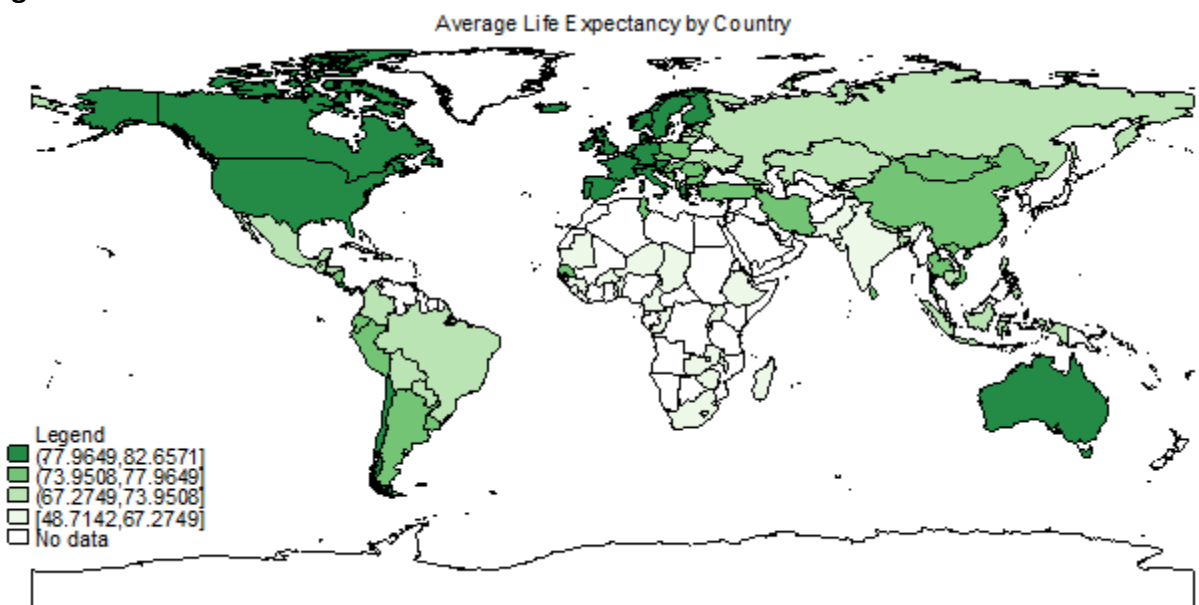 Average Life Expectancy by Country
Legend
(77.9649,82.6571]
(73.9508,77.9649]
(67.2749,73.9508]
[48.7142,67.2749]
No data